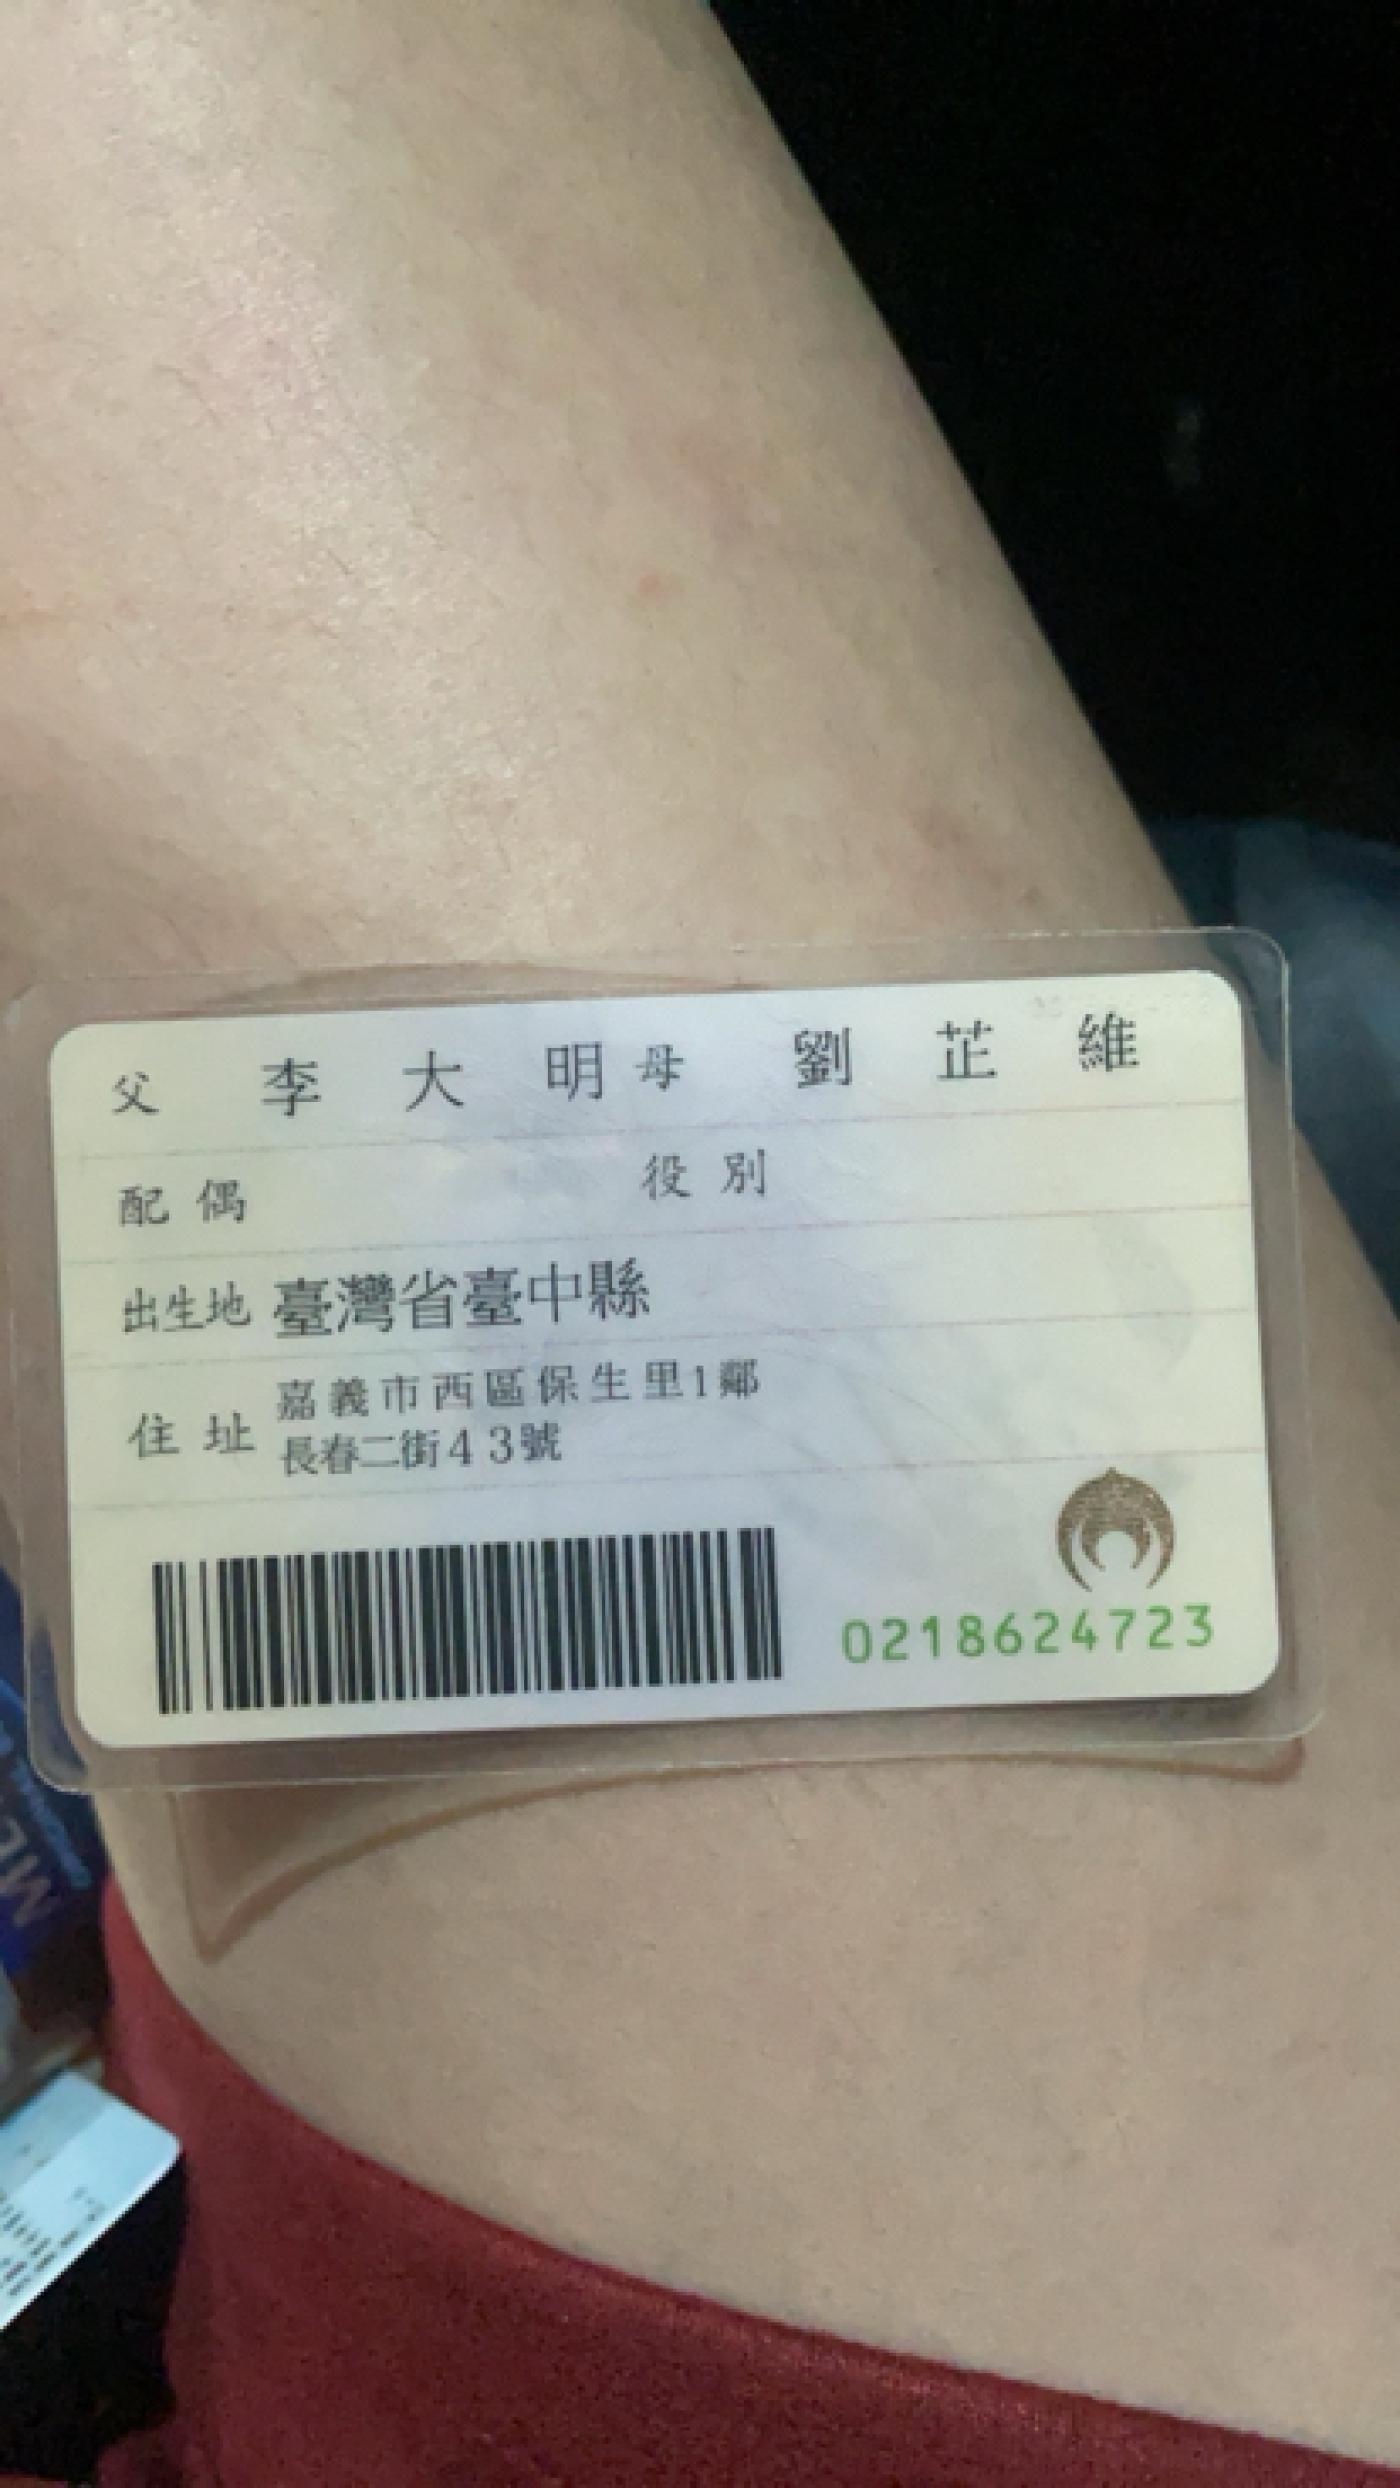 父 李大明 母 劉芷維
配偶 役別
出生地 臺灣省臺中縣
住址 嘉義市西區保生里1鄰
長春二街43號
0218624723